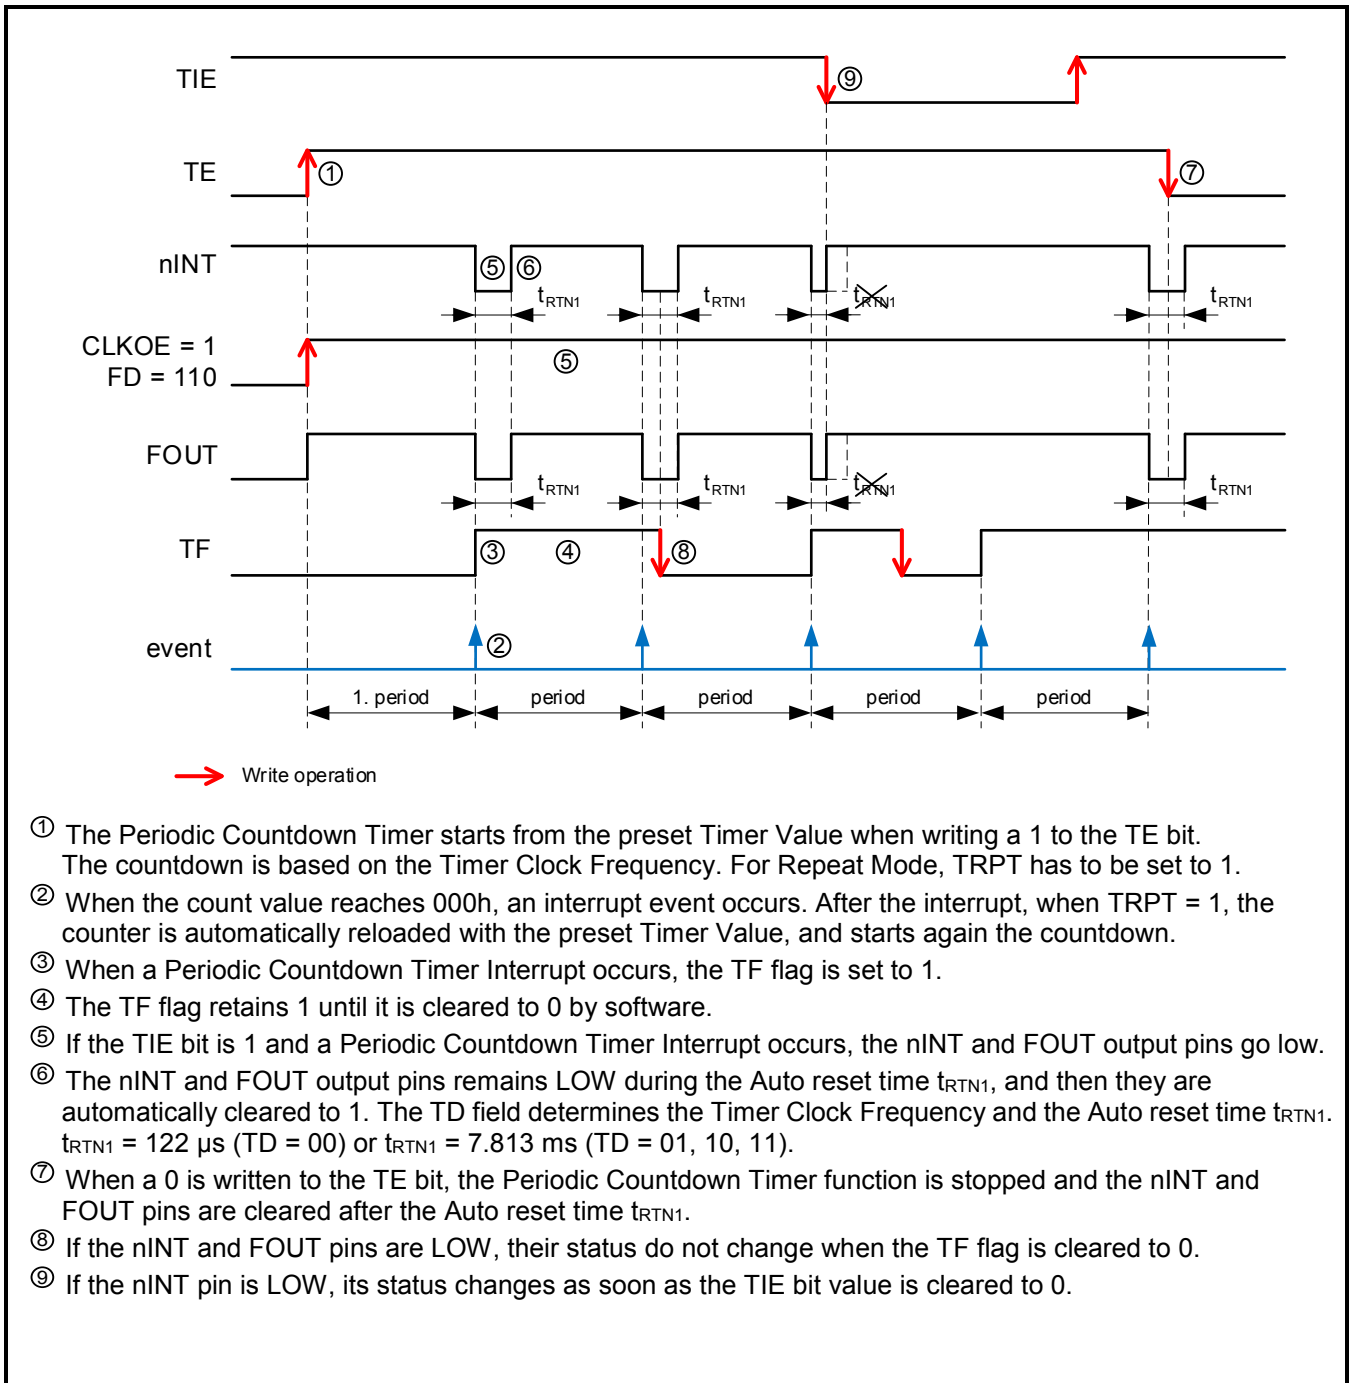 TIE
⑨
TE
①
⑦
nINT
⑤ ⑥
tRTN1 tRTN1 tRTN1 tRTN1
CLKOE = 1
FD = 110
⑤
FOUT
tRTN1 tRTN1 tRTN1 tRTN1
TF
③ ④ ⑧
event
②
1. period period period period period
Write operation
① The Periodic Countdown Timer starts from the preset Timer Value when writing a 1 to the TE bit.
The countdown is based on the Timer Clock Frequency. For Repeat Mode, TRPT has to be set to 1.
② When the count value reaches 000h, an interrupt event occurs. After the interrupt, when TRPT = 1, the
counter is automatically reloaded with the preset Timer Value, and starts again the countdown.
③ When a Periodic Countdown Timer Interrupt occurs, the TF flag is set to 1.
④ The TF flag retains 1 until it is cleared to 0 by software.
⑤ If the TIE bit is 1 and a Periodic Countdown Timer Interrupt occurs, the nINT and FOUT output pins go low.
⑥ The nINT and FOUT output pins remains LOW during the Auto reset time tRTN1, and then they are
automatically cleared to 1. The TD field determines the Timer Clock Frequency and the Auto reset time tRTN1.
tRTN1 = 122 µs (TD = 00) or tRTN1 = 7.813 ms (TD = 01, 10, 11).
⑦ When a 0 is written to the TE bit, the Periodic Countdown Timer function is stopped and the nINT and
FOUT pins are cleared after the Auto reset time tRTN1.
⑧ If the nINT and FOUT pins are LOW, their status do not change when the TF flag is cleared to 0.
⑨ If the nINT pin is LOW, its status changes as soon as the TIE bit value is cleared to 0.